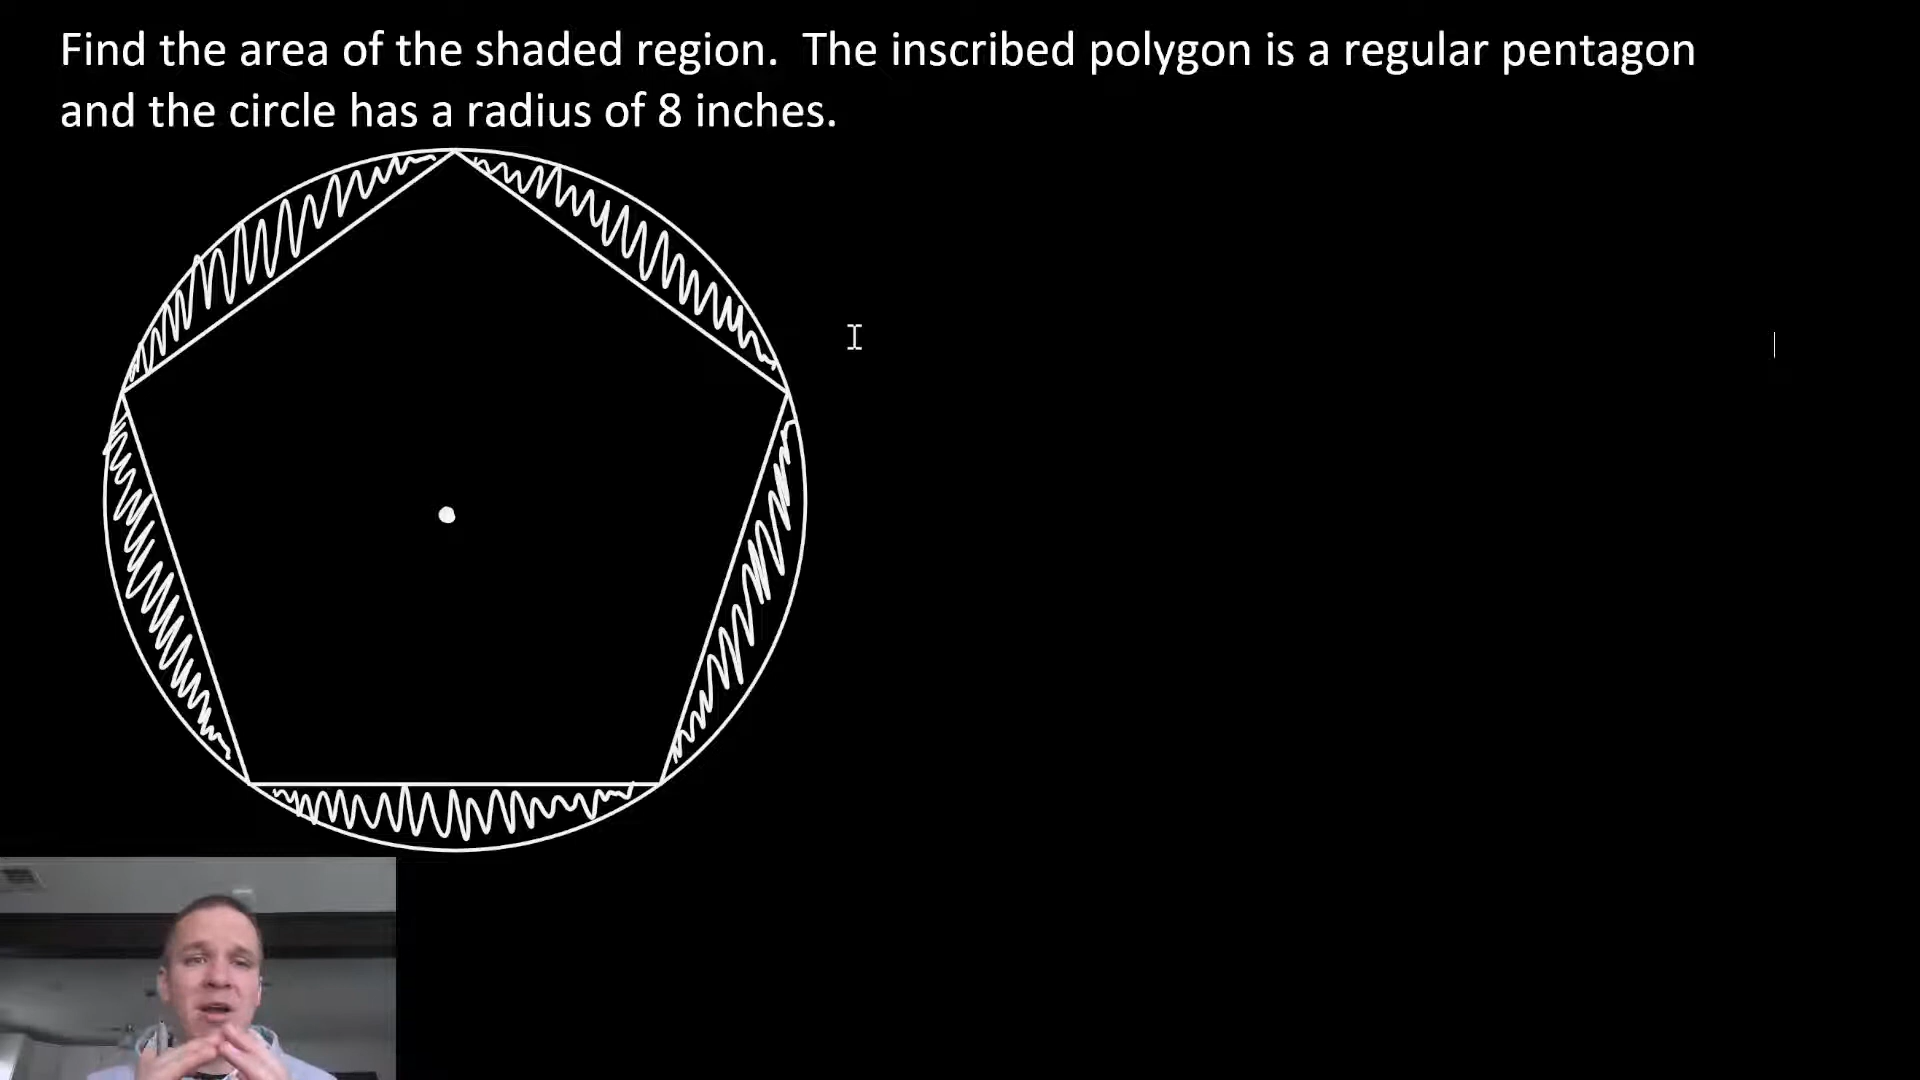 Find the area of the shaded region. The inscribed polygon is a regular pentagon
and the circle has a radius of 8 inches.